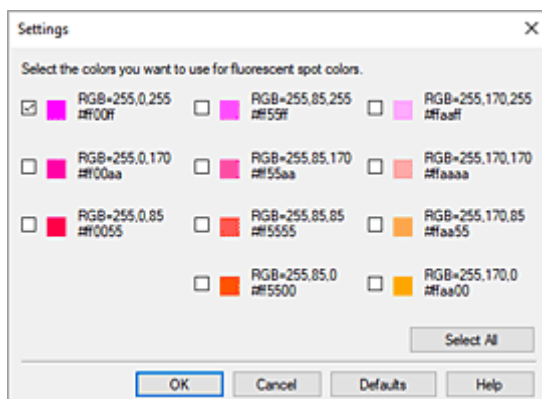 Settings
Select the colors you want to use for fluorescent spot colors.
RGB=255,0,255
#ff00ff
RGB=255,85,255
#ff55ff
RGB=255,170,255
#ffaaff
RGB=255,0,170
#ff00aa
RGB=255,85,170
#ff55aa
RGB=255,170,170
#ffaaaa
RGB=255,0,85
#ff0055
RGB=255,85,85
#ff5555
RGB=255,170,85
#ffaa55
RGB=255,85,0
#ff5500
RGB=255,170,0
#ffaa00
Select All
OK
Cancel
Defaults
Help